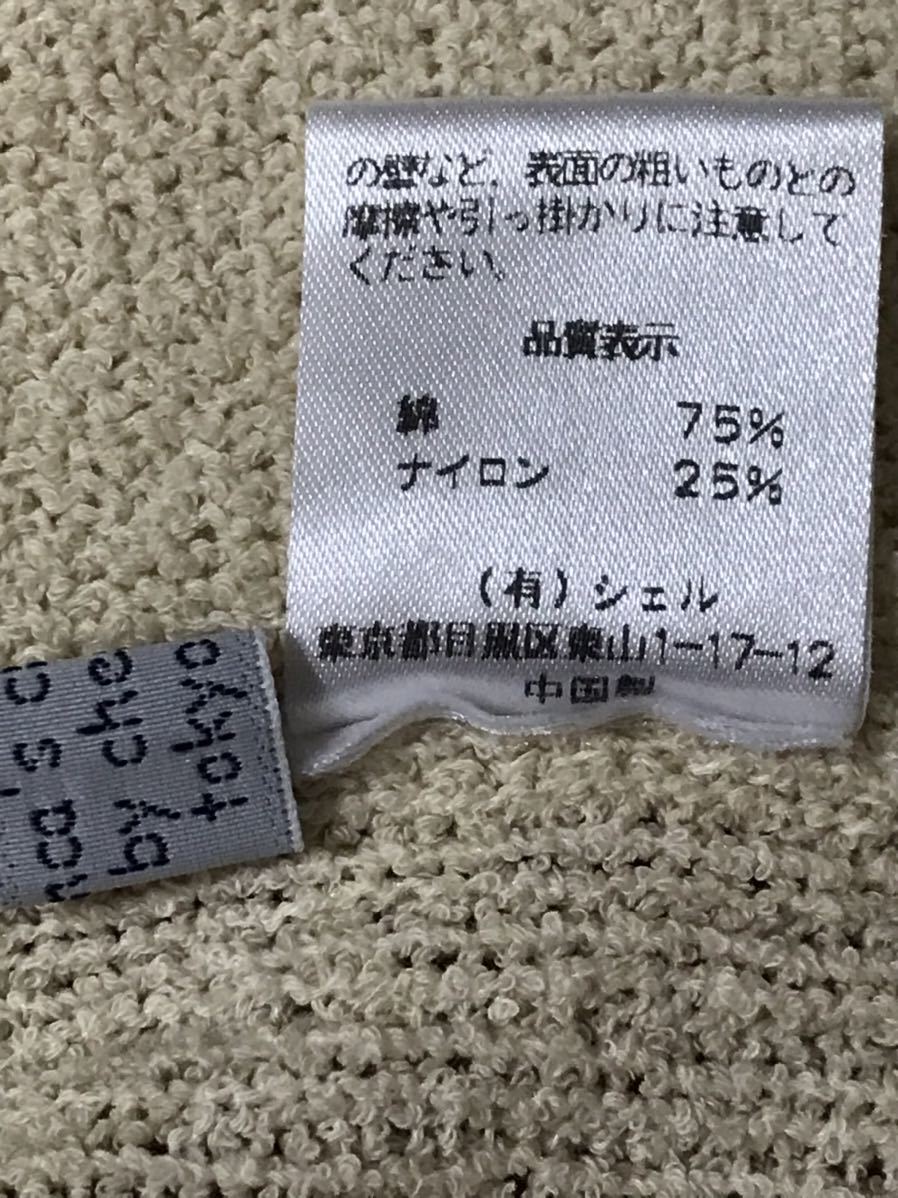 の壁など、表面の粗いものとの
摩擦や引っ掛かりに注意して
ください。
品質表示
綿 75%
ナイロン 25%
(有)シェル
東京都目黒区東山1-17-12
中国製
by che
tokyo